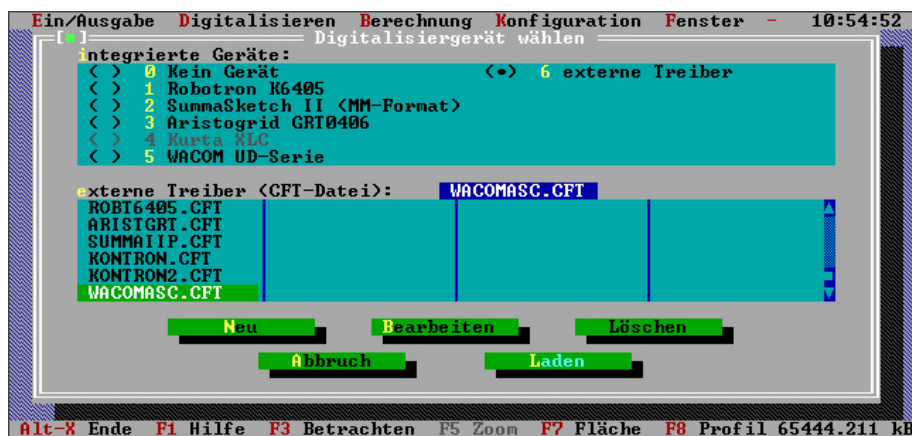 Ein/Ausgabe Digitalisieren Berechnung Konfiguration Fenster - 10:54:52
[■] Digitalisiergerät wählen
integrierte Geräte:
( ) 0 Kein Gerät (•) 6 externe Treiber
( ) 1 Robotron K6405
( ) 2 SummaSketch II (MM-Format)
( ) 3 Aristogrid GRT0406
( ) 4 Kurta XLC
( ) 5 WACOM UD-Serie
externe Treiber (CFT-Datei): WACOMASC.CFT
ROBT6405.CFT
ARISTGRT.CFT
SUMMAIIP.CFT
KONTRON.CFT
KONTRON2.CFT
WACOMASC.CFT
Neu Bearbeiten Löschen
Abbruch Laden
Alt-X Ende F1 Hilfe F3 Betrachten F5 Zoom F7 Fläche F8 Profil 65444.211 kB